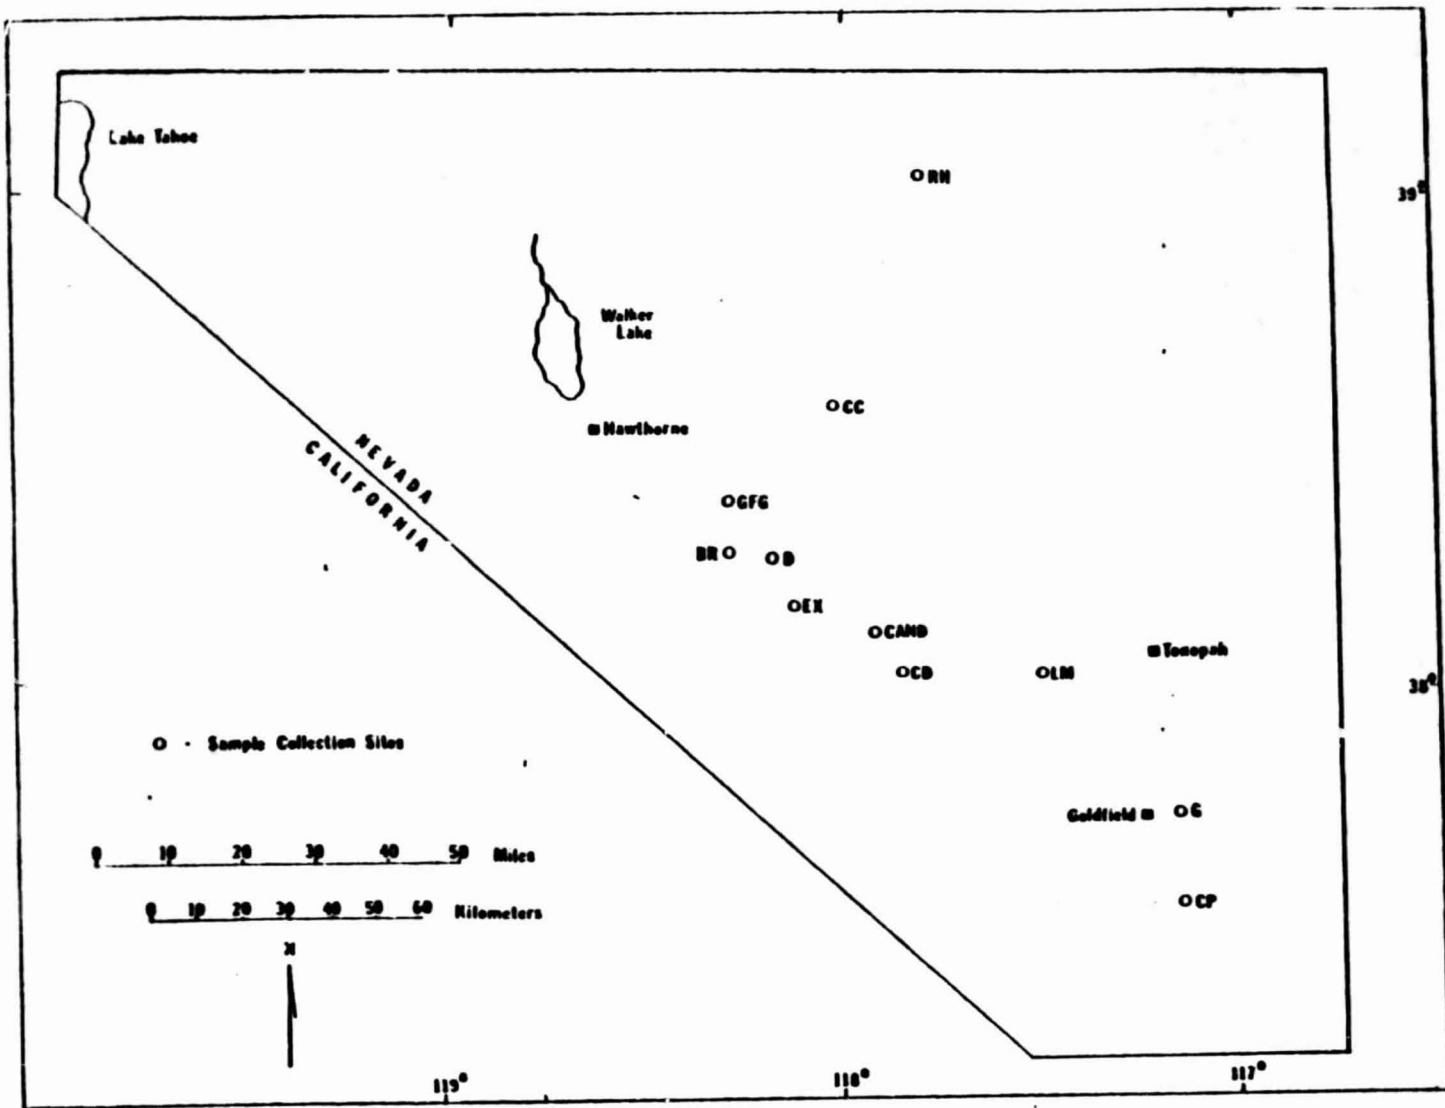 Lake Tahoe
RH
39°
Walker
Lake
CC
Hawthorne
NEVADA
CALIFORNIA
GFG
BR
D
EX
CAND
Tonopah
CD
LM
38°
O - Sample Collection Sites
Goldfield
G
0 10 20 30 40 50 Miles
CP
0 10 20 30 40 50 60 Kilometers
N
119°
118°
117°